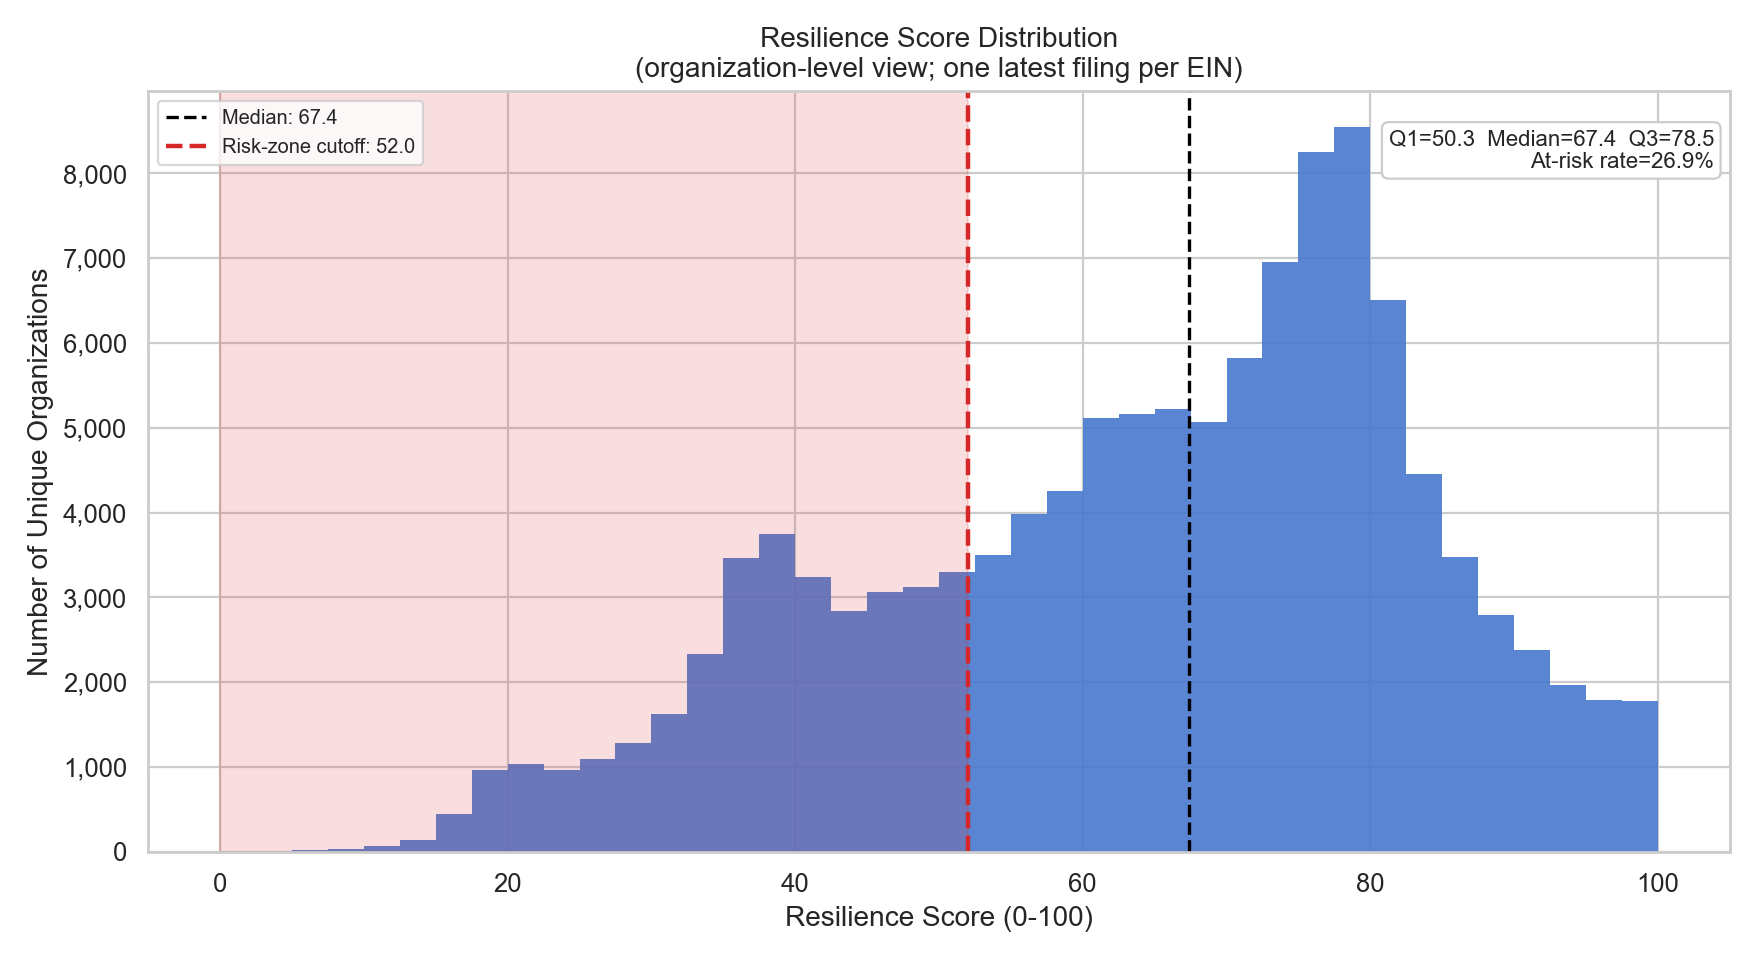 Resilience Score Distribution
(organization-level view; one latest filing per EIN)
Median: 67.4
Risk-zone cutoff: 52.0
Q1=50.3  Median=67.4  Q3=78.5
At-risk rate=26.9%
Number of Unique Organizations
8,000
7,000
6,000
5,000
4,000
3,000
2,000
1,000
0
0 20 40 60 80 100
Resilience Score (0-100)